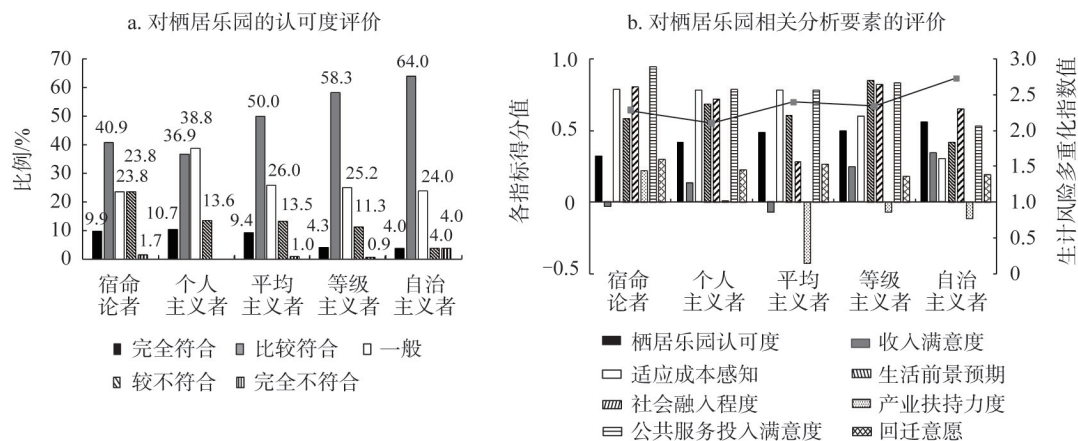 a. 对栖居乐园的认可度评价
比例/%
70
60
50
40
30
20
10
0
9.9
40.9
23.8
23.8
1.7
10.7
36.9
38.8
13.6
9.4
50.0
26.0
13.5
1.0
4.3
58.3
25.2
11.3
0.9
4.0
64.0
24.0
4.0
4.0
宿命论者
个人主义者
平均主义者
等级主义者
自治主义者
完全符合
比较符合
一般
较不符合
完全不符合
b. 对栖居乐园相关分析要素的评价
各指标得分值
1.0
0.5
0
−0.5
生计风险多重化指数值
3.0
2.5
2.0
1.5
1.0
0.5
0
宿命
论者
个人
主义者
平均
主义者
等级
主义者
自治
主义者
栖居乐园认可度
收入满意度
适应成本感知
生活前景预期
社会融入程度
产业扶持力度
公共服务投入满意度
回迁意愿